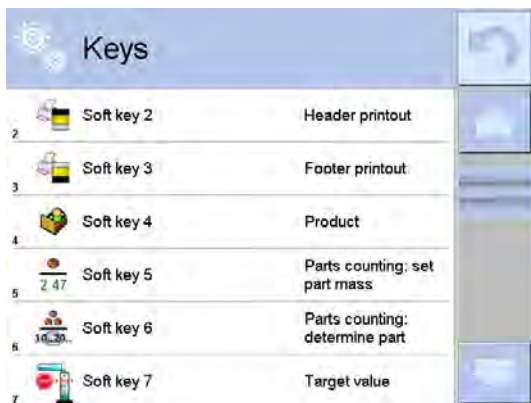 Keys
2 Soft key 2 Header printout
3 Soft key 3 Footer printout
4 Soft key 4 Product
5 2 47 Soft key 5 Parts counting: set
part mass
6 10..20.. Soft key 6 Parts counting:
determine part
7 Soft key 7 Target value